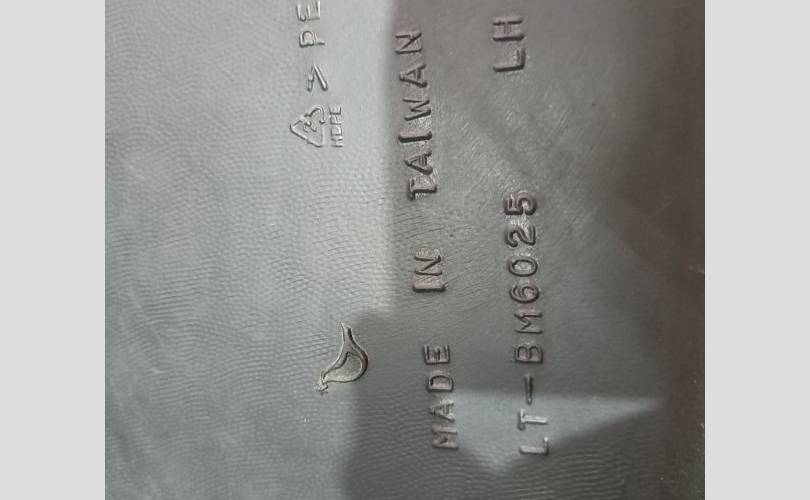 > PE
HDPE
MADE IN TAIWAN
LT-BM6025 LH